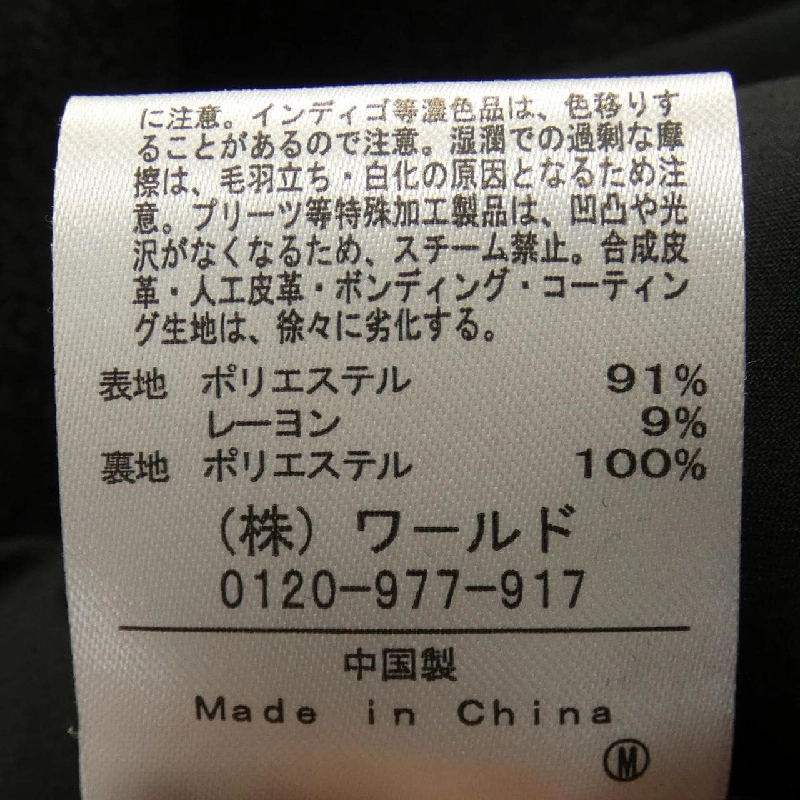 に注意。インディゴ等濃色品は、色移りす
ることがあるので注意。湿潤での過剰な摩
擦は、毛羽立ち・白化の原因となるため注
意。プリーツ等特殊加工製品は、凹凸や光
沢がなくなるため、スチーム禁止。合成皮
革・人工皮革・ボンディング・コーティン
グ生地は、徐々に劣化する。
表地 ポリエステル 91%
レーヨン 9%
裏地 ポリエステル 100%
(株) ワールド
0120-977-917
中国製
Made in China
M